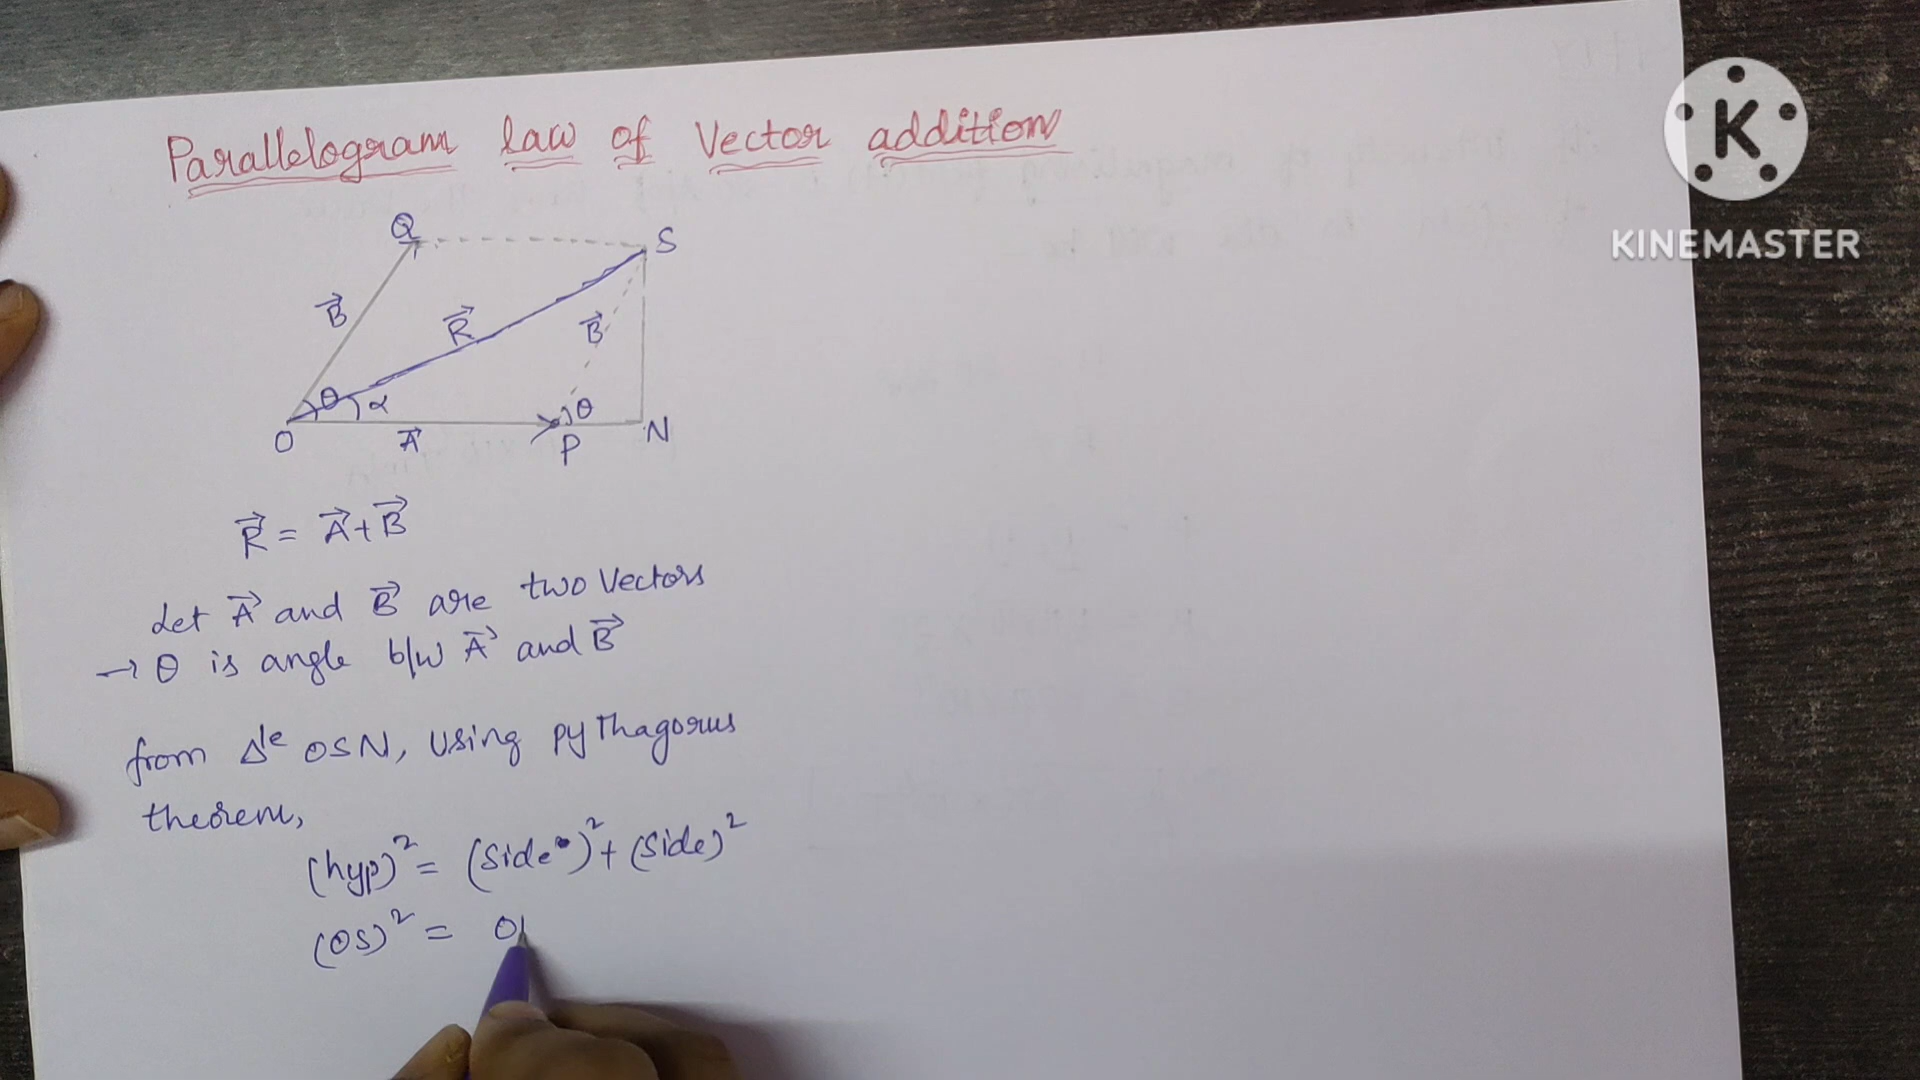 Parallelogram law of Vector addition
Q
S
B⃗
R⃗
B⃗
θ
α
θ
O
A⃗
P
N
R⃗ = A⃗ + B⃗
Let A⃗ and B⃗ are two Vectors
→ θ is angle b/w A⃗ and B⃗
from Δle OSN, using pythagorus
theorem,
(hyp)² = (Side)² + (Side)²
(OS)² = O
K
KINEMASTER